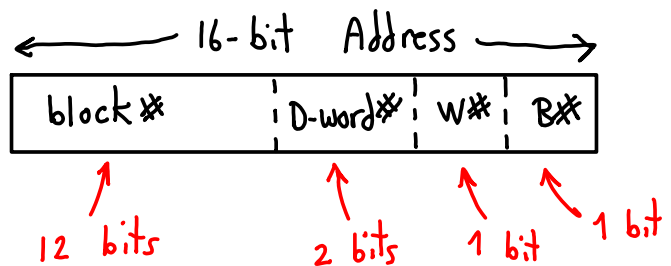 16-bit Address
block# D-word# W# B#
12 bits 2 bits 1 bit 1 bit